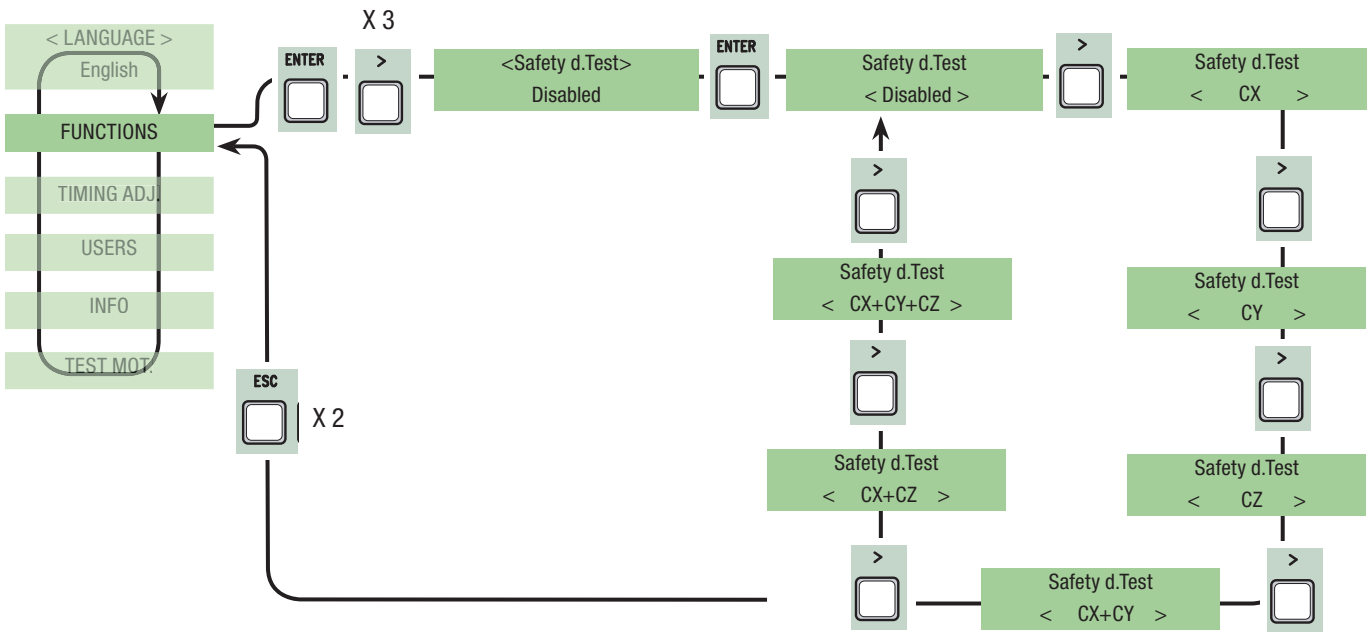 < LANGUAGE >
English
FUNCTIONS
TIMING ADJ.
USERS
INFO
TEST MOT.
ENTER
X 3
>
<Safety d.Test>
Disabled
ENTER
Safety d.Test
< Disabled >
>
Safety d.Test
< CX >
>
Safety d.Test
< CY >
>
Safety d.Test
< CZ >
>
Safety d.Test
< CX+CY >
>
Safety d.Test
< CX+CZ >
>
Safety d.Test
< CX+CY+CZ >
>
ESC
X 2